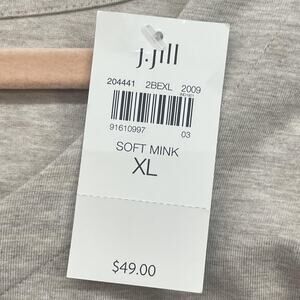 J.Jill
204441 2BEXL 2009
91610997 03
SOFT MINK
XL
$49.00